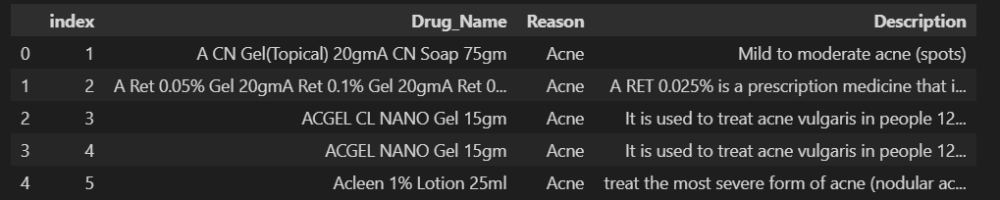 index Drug_Name Reason Description
0 1 A CN Gel(Topical) 20gmA CN Soap 75gm Acne Mild to moderate acne (spots)
1 2 A Ret 0.05% Gel 20gmA Ret 0.1% Gel 20gmA Ret 0... Acne A RET 0.025% is a prescription medicine that i...
2 3 ACGEL CL NANO Gel 15gm Acne It is used to treat acne vulgaris in people 12...
3 4 ACGEL NANO Gel 15gm Acne It is used to treat acne vulgaris in people 12...
4 5 Acleen 1% Lotion 25ml Acne treat the most severe form of acne (nodular ac...